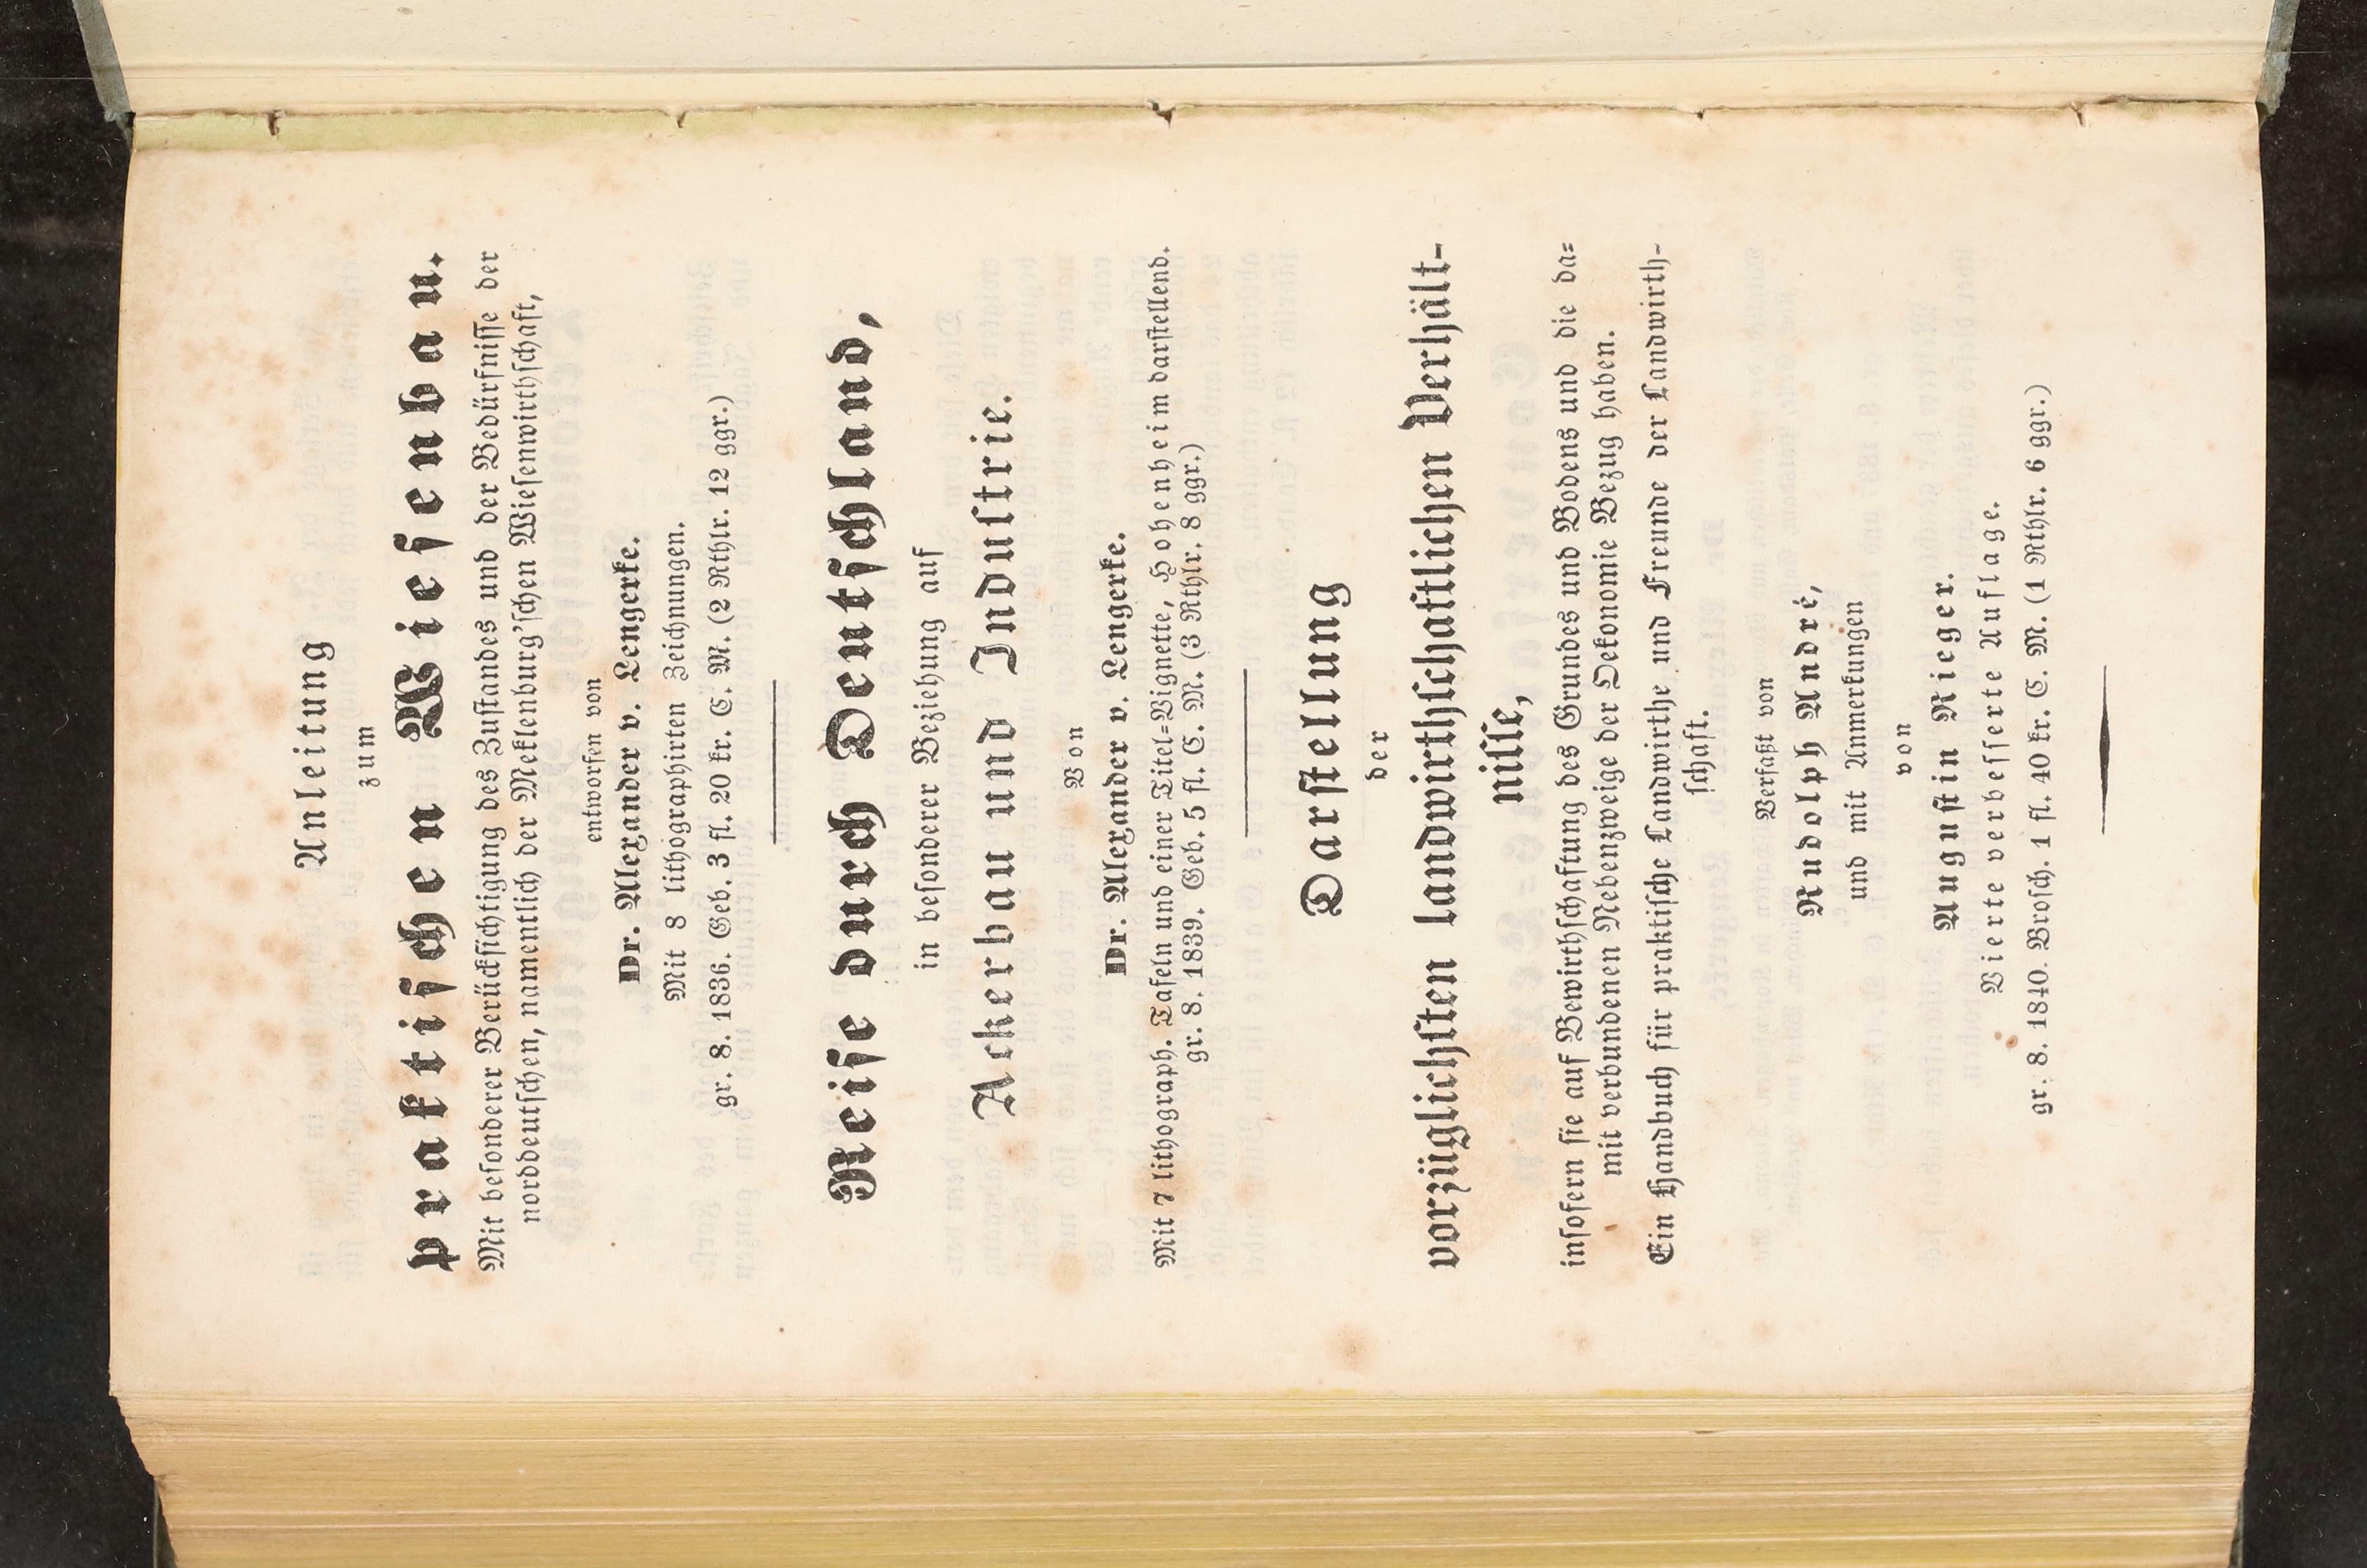 Anleitung
zum
praktischen Wiesenbau.
Mit besonderer Berücksichtigung des Zustandes und der Bedürfnisse der
norddeutschen, namentlich der Meklenburg'schen Wiesenwirthschaft,
entworfen von
Dr. Alexander v. Lengerke.
Mit 8 lithographirten Zeichnungen.
gr. 8. 1836. Geb. 3 fl. 20 kr. C. M. (2 Rthlr. 12 ggr.)
Reise durch Deutschland,
in besonderer Beziehung auf
Ackerbau und Industrie.
Von
Dr. Alexander v. Lengerke.
Mit 7 lithograph. Tafeln und einer Titel=Vignette, Hohenheim darstellend.
gr. 8. 1839. Geb. 5 fl. C. M. (3 Rthlr. 8 ggr.)
Darstellung
der
vorzüglichsten landwirthschaftlichen Verhält-
nisse,
insofern sie auf Bewirthschaftung des Grundes und Bodens und die da=
mit verbundenen Nebenzweige der Oekonomie Bezug haben.
Ein Handbuch für praktische Landwirthe und Freunde der Landwirth-
schaft.
Verfaßt von
Rudolph André,
und mit Anmerkungen
von
Augustin Rieger.
Vierte verbesserte Auflage.
gr. 8. 1840. Brosch. 1 fl. 40 kr. C. M. (1 Rthlr. 6 ggr.)